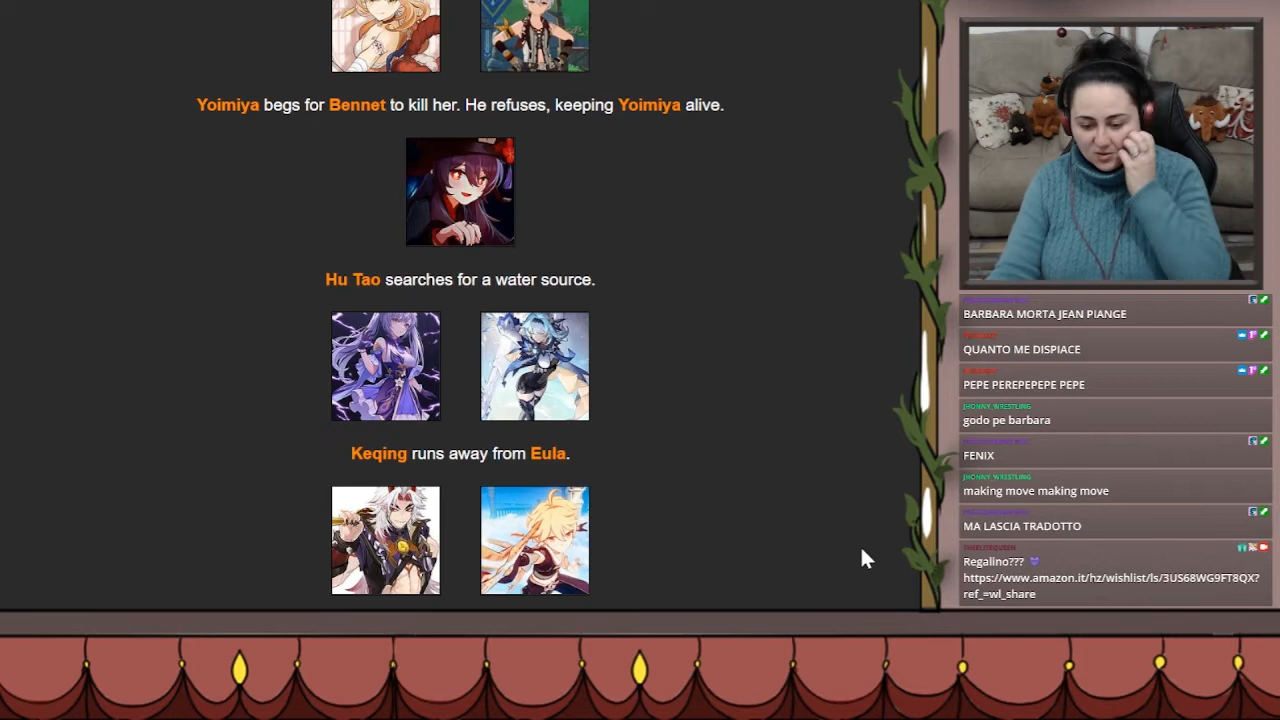 Yoimiya begs for Bennet to kill her. He refuses, keeping Yoimiya alive.
Hu Tao searches for a water source.
Keqing runs away from Eula.
BARBARA MORTA JEAN PIANGE
QUANTO ME DISPIACE
PEPE PEREPEPEPE PEPE
JHONNY WRESTLING
godo pe barbara
FENIX
JHONNY WRESTLING
making move making move
MA LASCIA TRADOTTO
Regalino???
https://www.amazon.it/hz/wishlist/ls/3US68WG9FT8QX?
ref_=wl_share